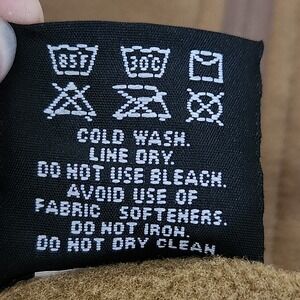 85F 30C
COLD WASH.
LINE DRY.
DO NOT USE BLEACH.
AVOID USE OF
FABRIC SOFTENERS.
DO NOT IRON.
DO NOT DRY CLEAN